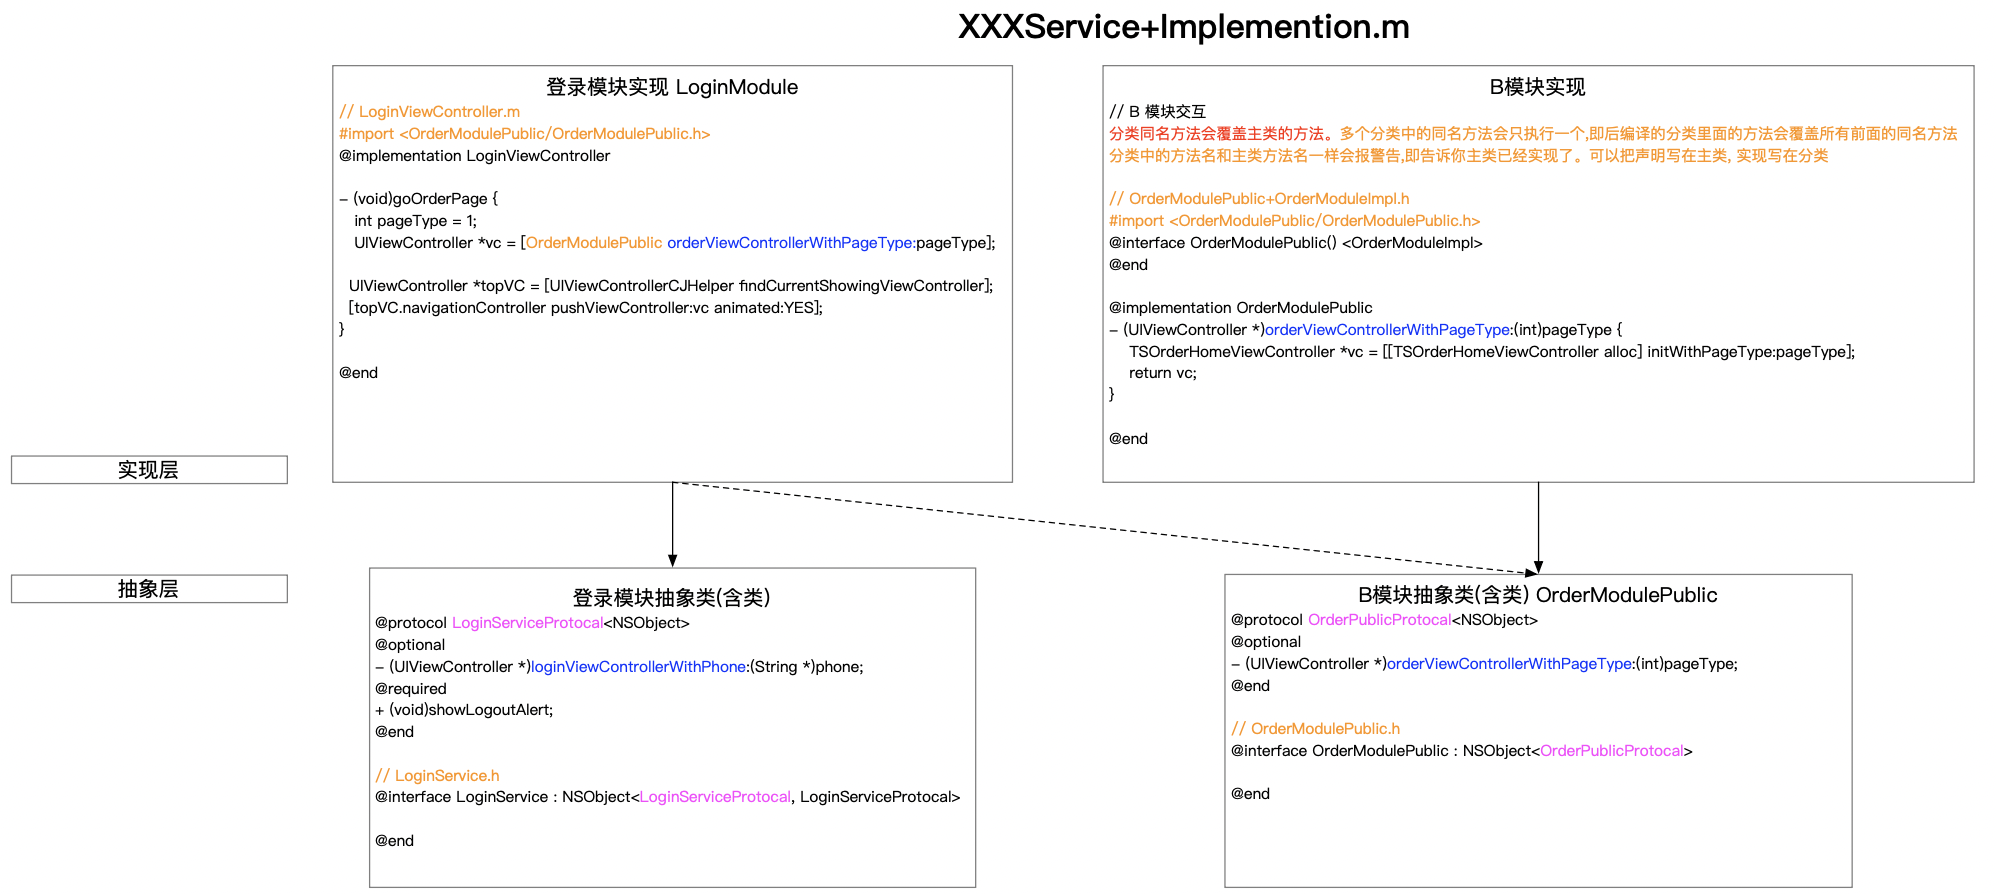 XXXService+Implemention.m
登录模块实现 LoginModule
// LoginViewController.m
#import <OrderModulePublic/OrderModulePublic.h>
@implementation LoginViewController
- (void)goOrderPage {
int pageType = 1;
UIViewController *vc = [OrderModulePublic orderViewControllerWithPageType:pageType];
UIViewController *topVC = [UIViewControllerCJHelper findCurrentShowingViewController];
[topVC.navigationController pushViewController:vc animated:YES];
}
@end
B模块实现
// B 模块交互
分类同名方法会覆盖主类的方法。多个分类中的同名方法会只执行一个,即后编译的分类里面的方法会覆盖所有前面的同名方法
分类中的方法名和主类方法名一样会报警告,即告诉你主类已经实现了。可以把声明写在主类, 实现写在分类
// OrderModulePublic+OrderModuleImpl.h
#import <OrderModulePublic/OrderModulePublic.h>
@interface OrderModulePublic() <OrderModuleImpl>
@end
@implementation OrderModulePublic
- (UIViewController *)orderViewControllerWithPageType:(int)pageType {
TSOrderHomeViewController *vc = [[TSOrderHomeViewController alloc] initWithPageType:pageType];
return vc;
}
@end
实现层
抽象层
登录模块抽象类(含类)
@protocol LoginServiceProtocal<NSObject>
@optional
- (UIViewController *)loginViewControllerWithPhone:(String *)phone;
@required
+ (void)showLogoutAlert;
@end
// LoginService.h
@interface LoginService : NSObject<LoginServiceProtocal, LoginServiceProtocal>
@end
B模块抽象类(含类) OrderModulePublic
@protocol OrderPublicProtocal<NSObject>
@optional
- (UIViewController *)orderViewControllerWithPageType:(int)pageType;
@end
// OrderModulePublic.h
@interface OrderModulePublic : NSObject<OrderPublicProtocal>
@end